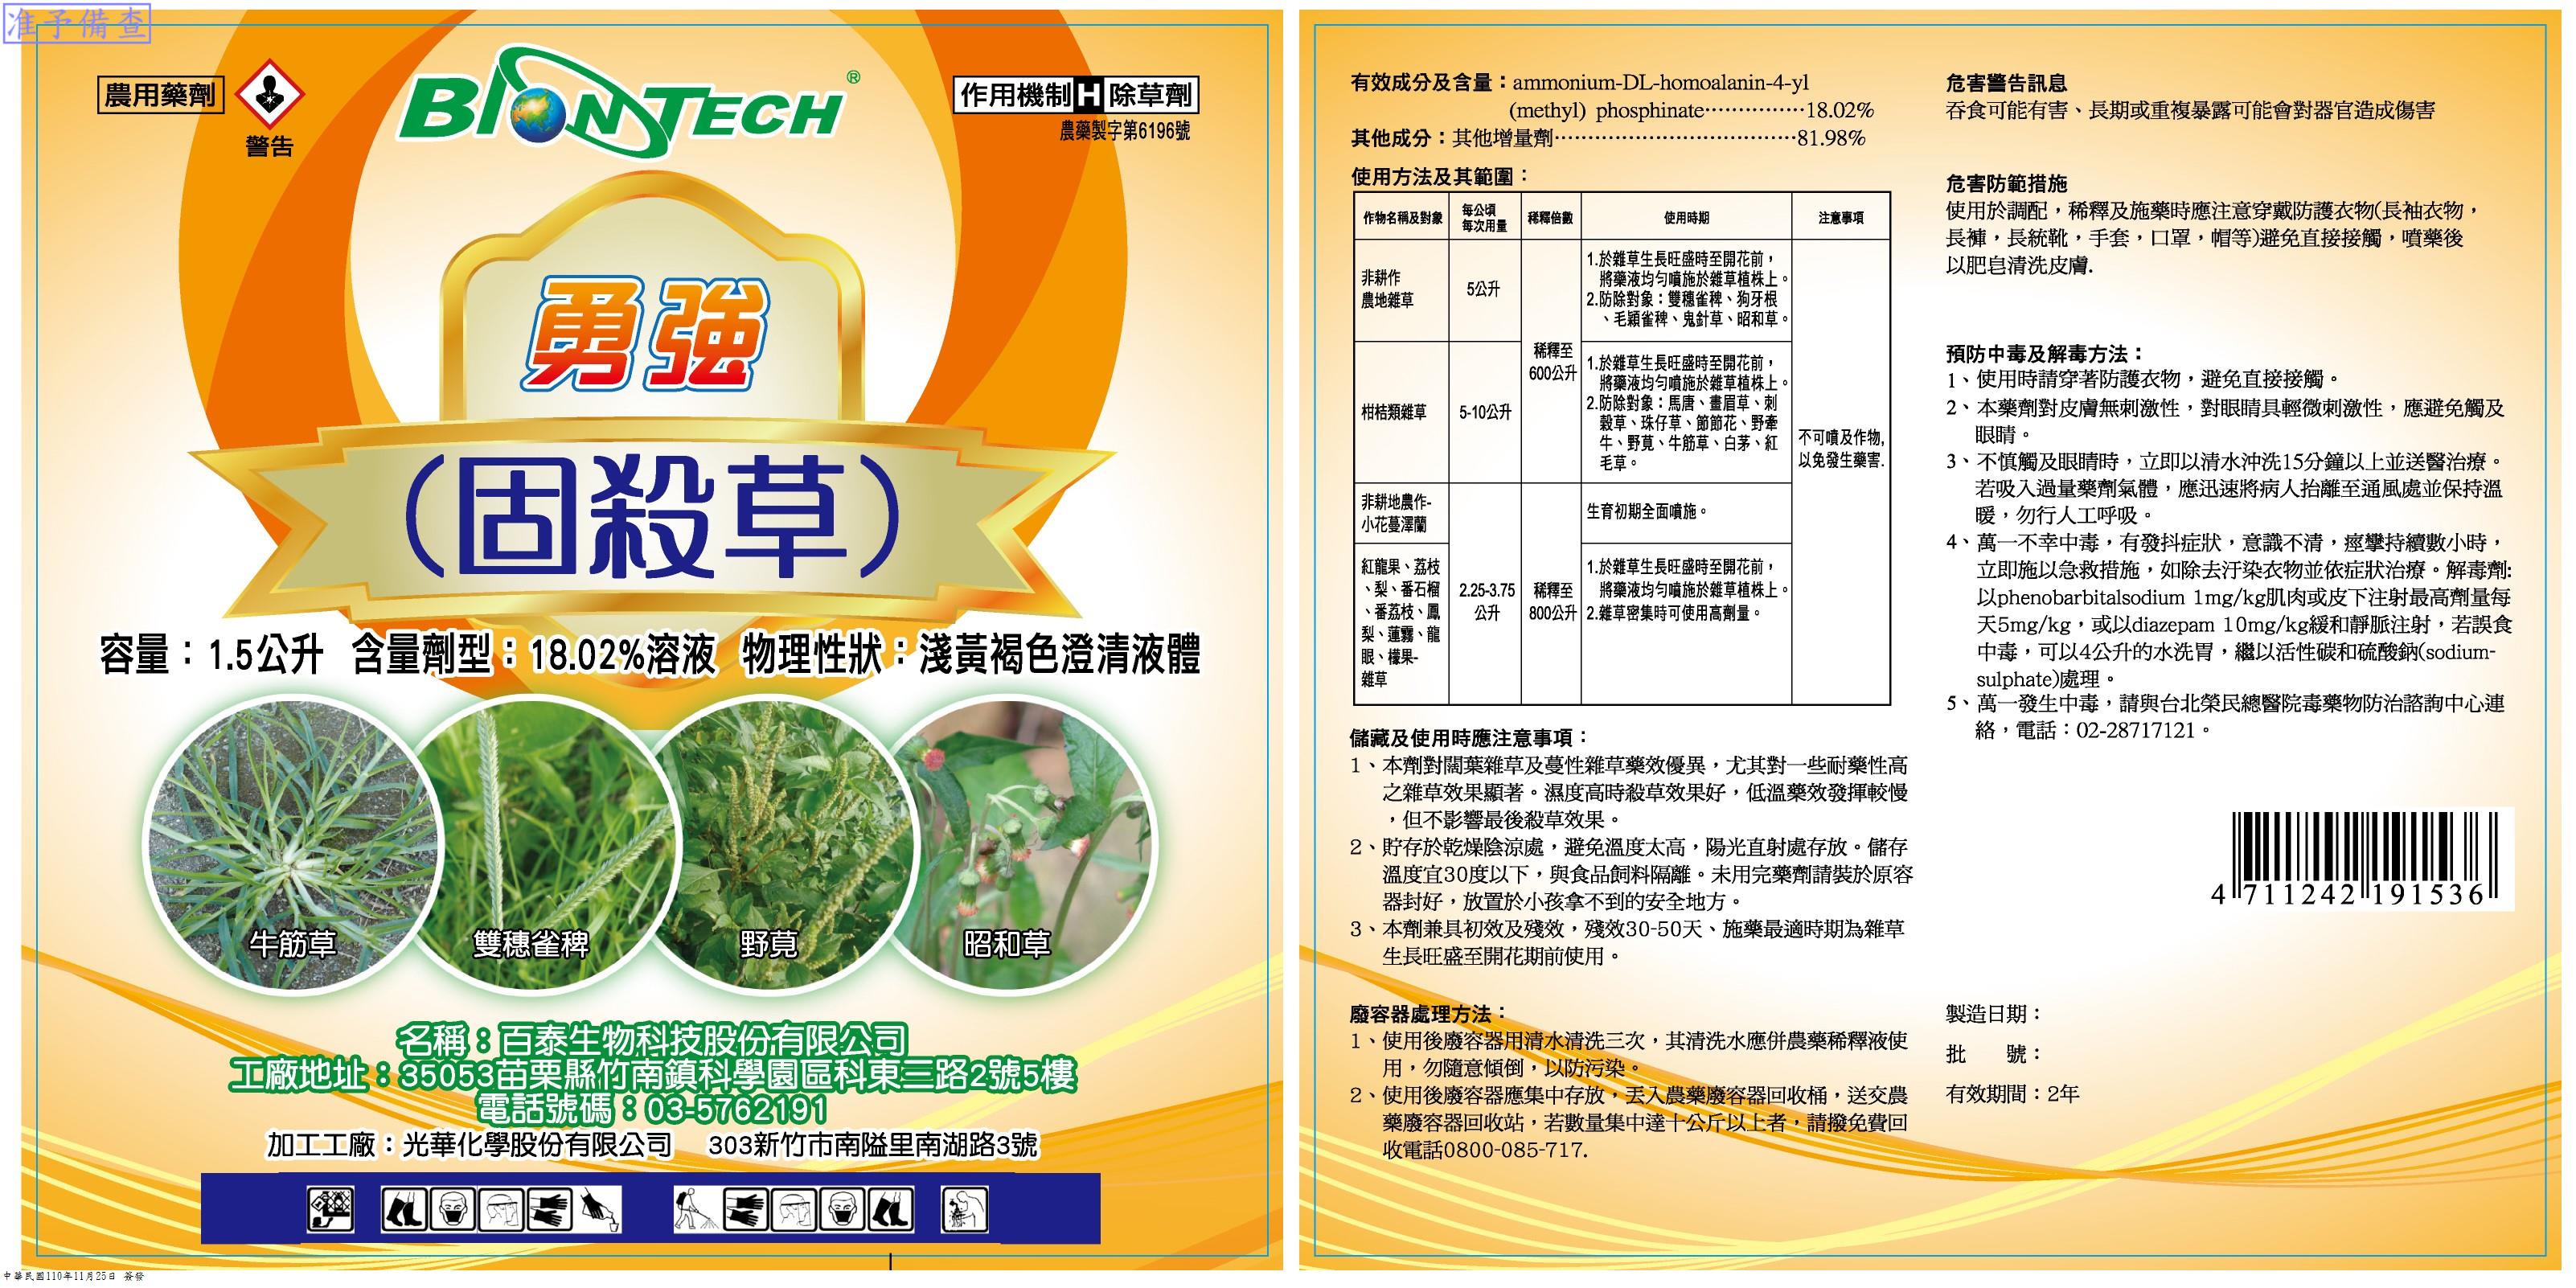 准予備查
農用藥劑
警告
BIONTECH®
作用機制H除草劑
農藥製字第6196號
勇強
(固殺草)
容量：1.5公升 含量劑型：18.02%溶液 物理性狀：淺黃褐色澄清液體
牛筋草
雙穗雀稗
野莧
昭和草
名稱：百泰生物科技股份有限公司
工廠地址：35053苗栗縣竹南鎮科學園區科東三路2號5樓
電話號碼：03-5762191
加工工廠：光華化學股份有限公司 303新竹市南隘里南湖路3號
中華民國110年11月25日 簽發
有效成分及含量：ammonium-DL-homoalanin-4-yl
(methyl) phosphinate……………18.02%
其他成分：其他增量劑………………………………81.98%
使用方法及其範圍：
作物名稱及對象
每公頃
每次用量
稀釋倍數
使用時期
注意事項
非耕作
農地雜草
5公升
稀釋至
600公升
1.於雜草生長旺盛時至開花前，
將藥液均勻噴施於雜草植株上。
2.防除對象：雙穗雀稗、狗牙根
、毛穎雀稗、鬼針草、昭和草。
柑桔類雜草
5-10公升
1.於雜草生長旺盛時至開花前，
將藥液均勻噴施於雜草植株上。
2.防除對象：馬唐、畫眉草、刺
殼草、珠仔草、節節花、野牽
牛、野莧、牛筋草、白茅、紅
毛草。
不可噴及作物,
以免發生藥害.
非耕地農作-
小花蔓澤蘭
生育初期全面噴施。
紅龍果、荔枝
、梨、番石榴
、番荔枝、鳳
梨、蓮霧、龍
眼、檬果-
雜草
2.25-3.75
公升
稀釋至
800公升
1.於雜草生長旺盛時至開花前，
將藥液均勻噴施於雜草植株上。
2.雜草密集時可使用高劑量。
儲藏及使用時應注意事項：
1、本劑對闊葉雜草及蔓性雜草藥效優異，尤其對一些耐藥性高
之雜草效果顯著。濕度高時殺草效果好，低溫藥效發揮較慢
，但不影響最後殺草效果。
2、貯存於乾燥陰涼處，避免溫度太高，陽光直射處存放。儲存
溫度宜30度以下，與食品飼料隔離。未用完藥劑請裝於原容
器封好，放置於小孩拿不到的安全地方。
3、本劑兼具初效及殘效，殘效30-50天、施藥最適時期為雜草
生長旺盛至開花期前使用。
廢容器處理方法：
1、使用後廢容器用清水清洗三次，其清洗水應併農藥稀釋液使
用，勿隨意傾倒，以防污染。
2、使用後廢容器應集中存放，丟入農藥廢容器回收桶，送交農
藥廢容器回收站，若數量集中達十公斤以上者，請撥免費回
收電話0800-085-717.
危害警告訊息
吞食可能有害、長期或重複暴露可能會對器官造成傷害
危害防範措施
使用於調配，稀釋及施藥時應注意穿戴防護衣物(長袖衣物，
長褲，長統靴，手套，口罩，帽等)避免直接接觸，噴藥後
以肥皂清洗皮膚.
預防中毒及解毒方法：
1、使用時請穿著防護衣物，避免直接接觸。
2、本藥劑對皮膚無刺激性，對眼睛具輕微刺激性，應避免觸及
眼睛。
3、不慎觸及眼睛時，立即以清水沖洗15分鐘以上並送醫治療。
若吸入過量藥劑氣體，應迅速將病人抬離至通風處並保持溫
暖，勿行人工呼吸。
4、萬一不幸中毒，有發抖症狀，意識不清，痙攣持續數小時，
立即施以急救措施，如除去汙染衣物並依症狀治療。解毒劑:
以phenobarbitalsodium 1mg/kg肌肉或皮下注射最高劑量每
天5mg/kg，或以diazepam 10mg/kg緩和靜脈注射，若誤食
中毒，可以4公升的水洗胃，繼以活性碳和硫酸鈉(sodium-
sulphate)處理。
5、萬一發生中毒，請與台北榮民總醫院毒藥物防治諮詢中心連
絡，電話：02-28717121。
4 711242 191536
製造日期：
批　　號：
有效期間：2年